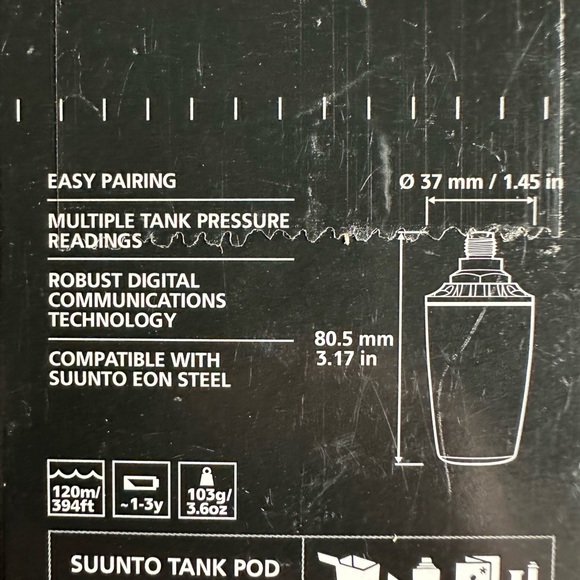 EASY PAIRING
MULTIPLE TANK PRESSURE
READINGS
ROBUST DIGITAL
COMMUNICATIONS
TECHNOLOGY
COMPATIBLE WITH
SUUNTO EON STEEL
Ø 37 mm / 1.45 in
80.5 mm
3.17 in
120m/
394ft
~1-3y
103g/
3.6oz
SUUNTO TANK POD